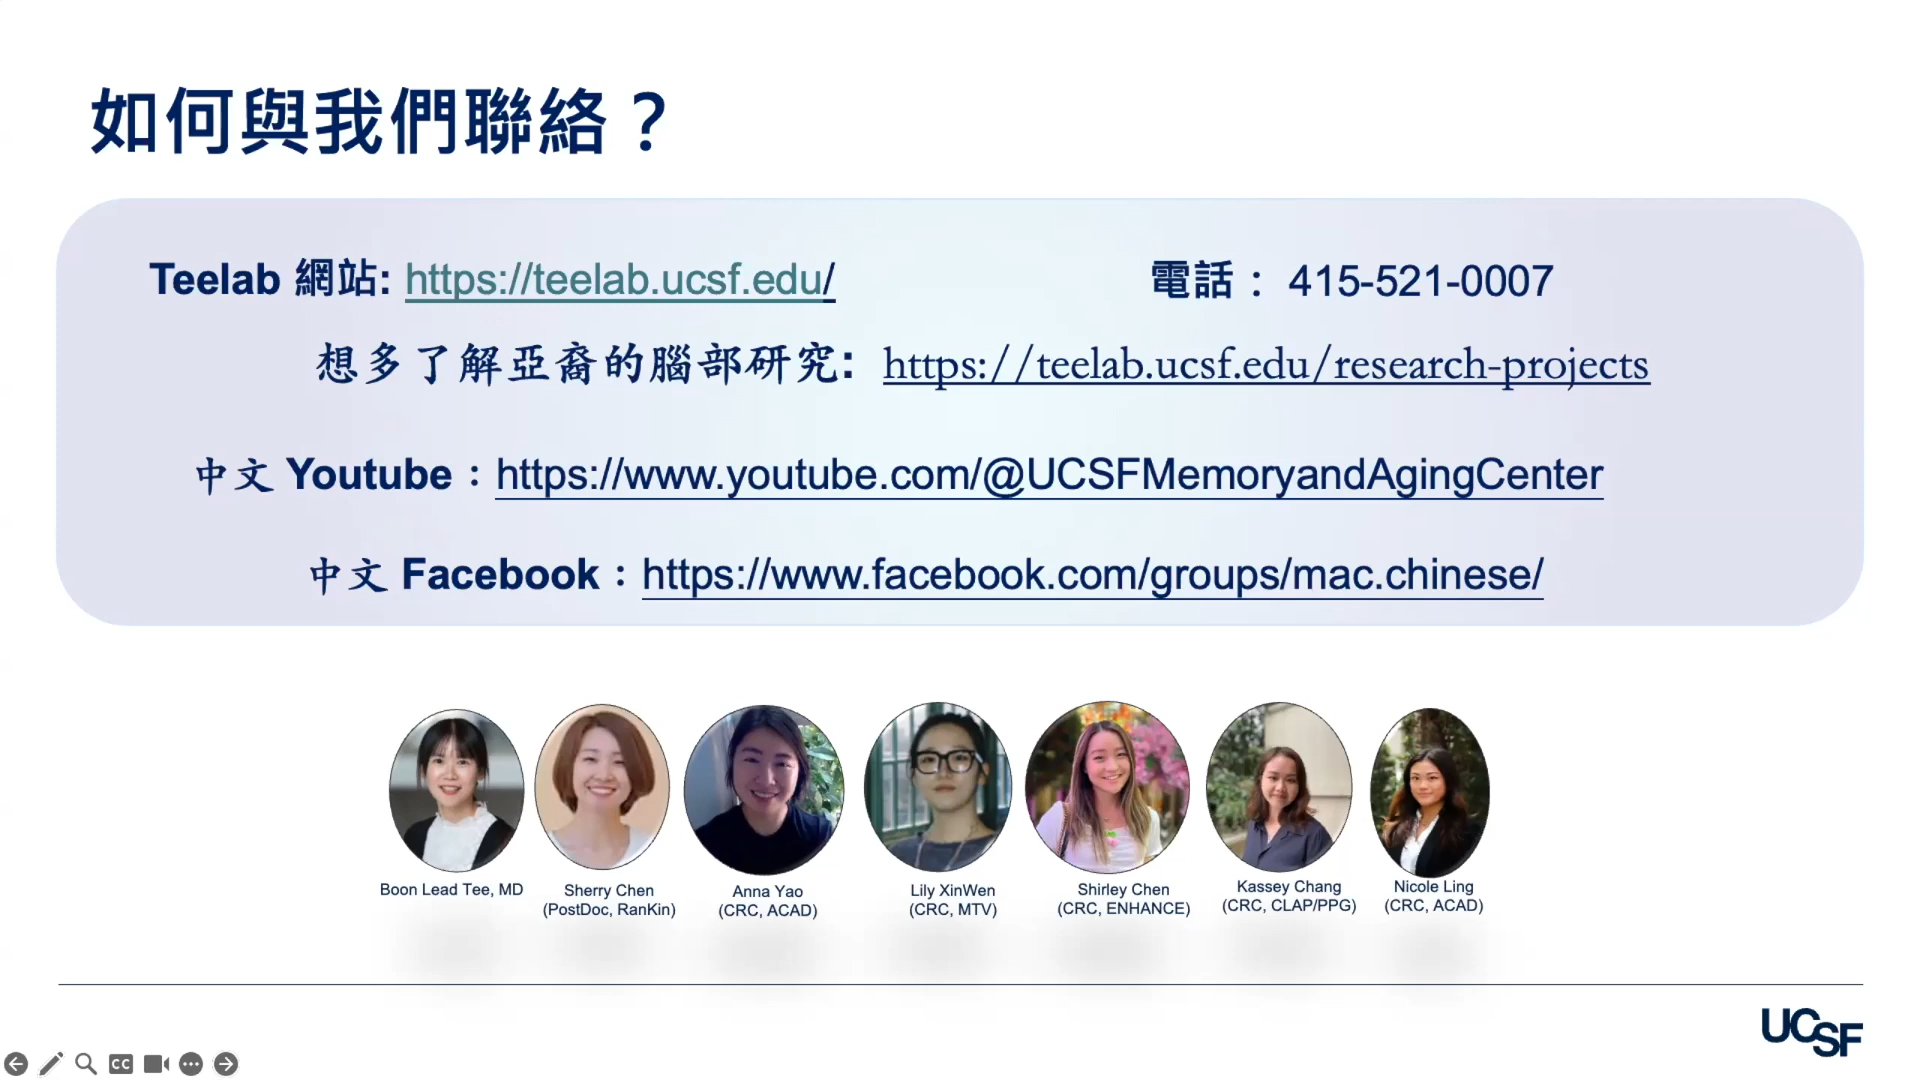 如何與我們聯絡？
Teelab 網站: https://teelab.ucsf.edu/
電話： 415-521-0007
想多了解亞裔的腦部研究: https://teelab.ucsf.edu/research-projects
中文 Youtube：https://www.youtube.com/@UCSFMemoryandAgingCenter
中文 Facebook：https://www.facebook.com/groups/mac.chinese/
Boon Lead Tee, MD
Sherry Chen
(PostDoc, RanKin)
Anna Yao
(CRC, ACAD)
Lily XinWen
(CRC, MTV)
Shirley Chen
(CRC, ENHANCE)
Kassey Chang
(CRC, CLAP/PPG)
Nicole Ling
(CRC, ACAD)
UCSF
CC